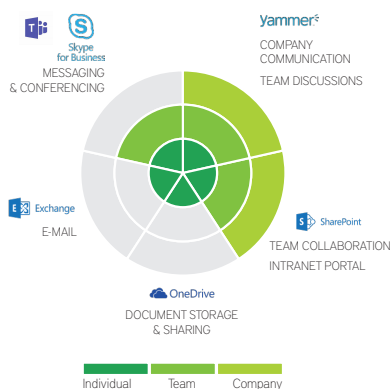 Skype
for Business
MESSAGING
& CONFERENCING
yammer
COMPANY
COMMUNICATION
TEAM DISCUSSIONS
Exchange
E-MAIL
SharePoint
TEAM COLLABORATION
INTRANET PORTAL
OneDrive
DOCUMENT STORAGE
& SHARING
Individual Team Company